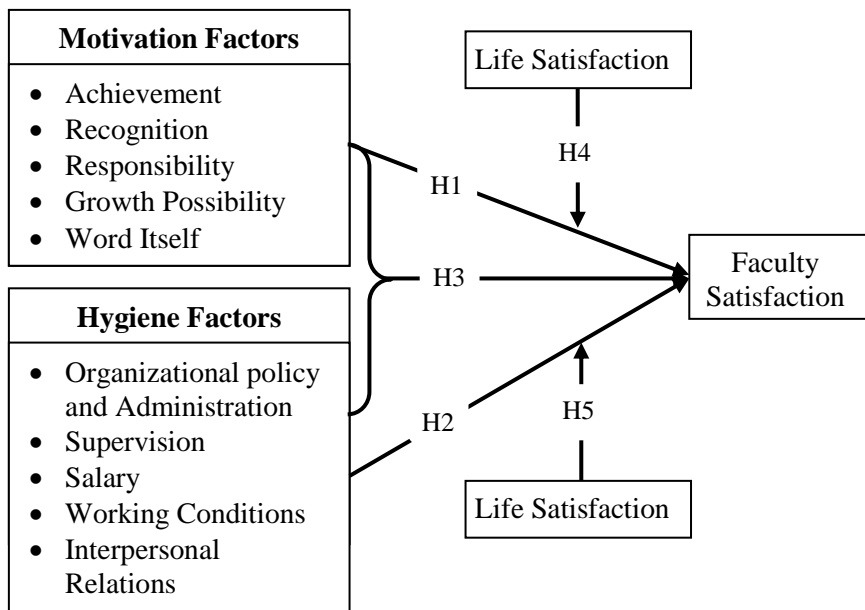 Motivation Factors
• Achievement
• Recognition
• Responsibility
• Growth Possibility
• Word Itself
Hygiene Factors
• Organizational policy
and Administration
• Supervision
• Salary
• Working Conditions
• Interpersonal
Relations
Life Satisfaction
H4
H1
H3
H2
H5
Life Satisfaction
Faculty
Satisfaction